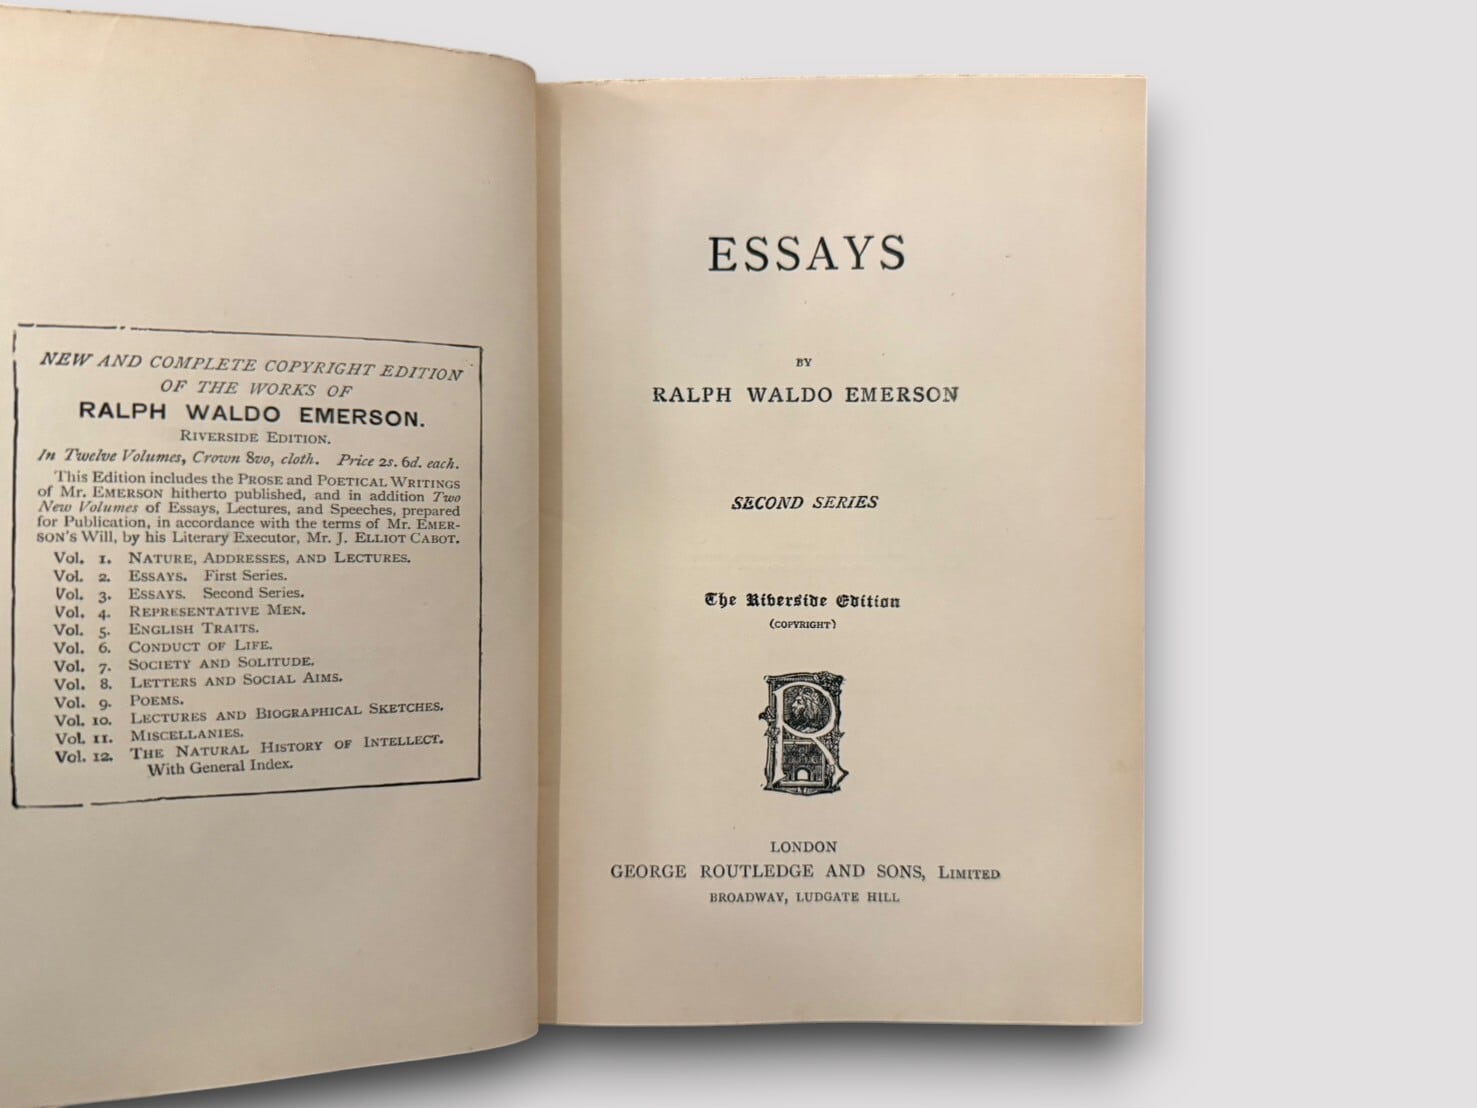 NEW AND COMPLETE COPYRIGHT EDITION
OF THE WORKS OF
RALPH WALDO EMERSON.
RIVERSIDE EDITION.
In Twelve Volumes, Crown 8vo, cloth. Price 2s. 6d. each.
This Edition includes the PROSE and POETICAL WRITINGS
of Mr. EMERSON hitherto published, and in addition Two
New Volumes of Essays, Lectures, and Speeches, prepared
for Publication, in accordance with the terms of Mr. EMER-
SON'S Will, by his Literary Executor, Mr. J. ELLIOT CABOT.
Vol. 1. NATURE, ADDRESSES, AND LECTURES.
Vol. 2. ESSAYS. First Series.
Vol. 3. ESSAYS. Second Series.
Vol. 4. REPRESENTATIVE MEN.
Vol. 5. ENGLISH TRAITS.
Vol. 6. CONDUCT OF LIFE.
Vol. 7. SOCIETY AND SOLITUDE.
Vol. 8. LETTERS AND SOCIAL AIMS.
Vol. 9. POEMS.
Vol. 10. LECTURES AND BIOGRAPHICAL SKETCHES.
Vol. 11. MISCELLANIES.
Vol. 12. THE NATURAL HISTORY OF INTELLECT.
With General Index.
ESSAYS
BY
RALPH WALDO EMERSON
SECOND SERIES
The Riverside Edition
(COPYRIGHT)
R
LONDON
GEORGE ROUTLEDGE AND SONS, LIMITED
BROADWAY, LUDGATE HILL